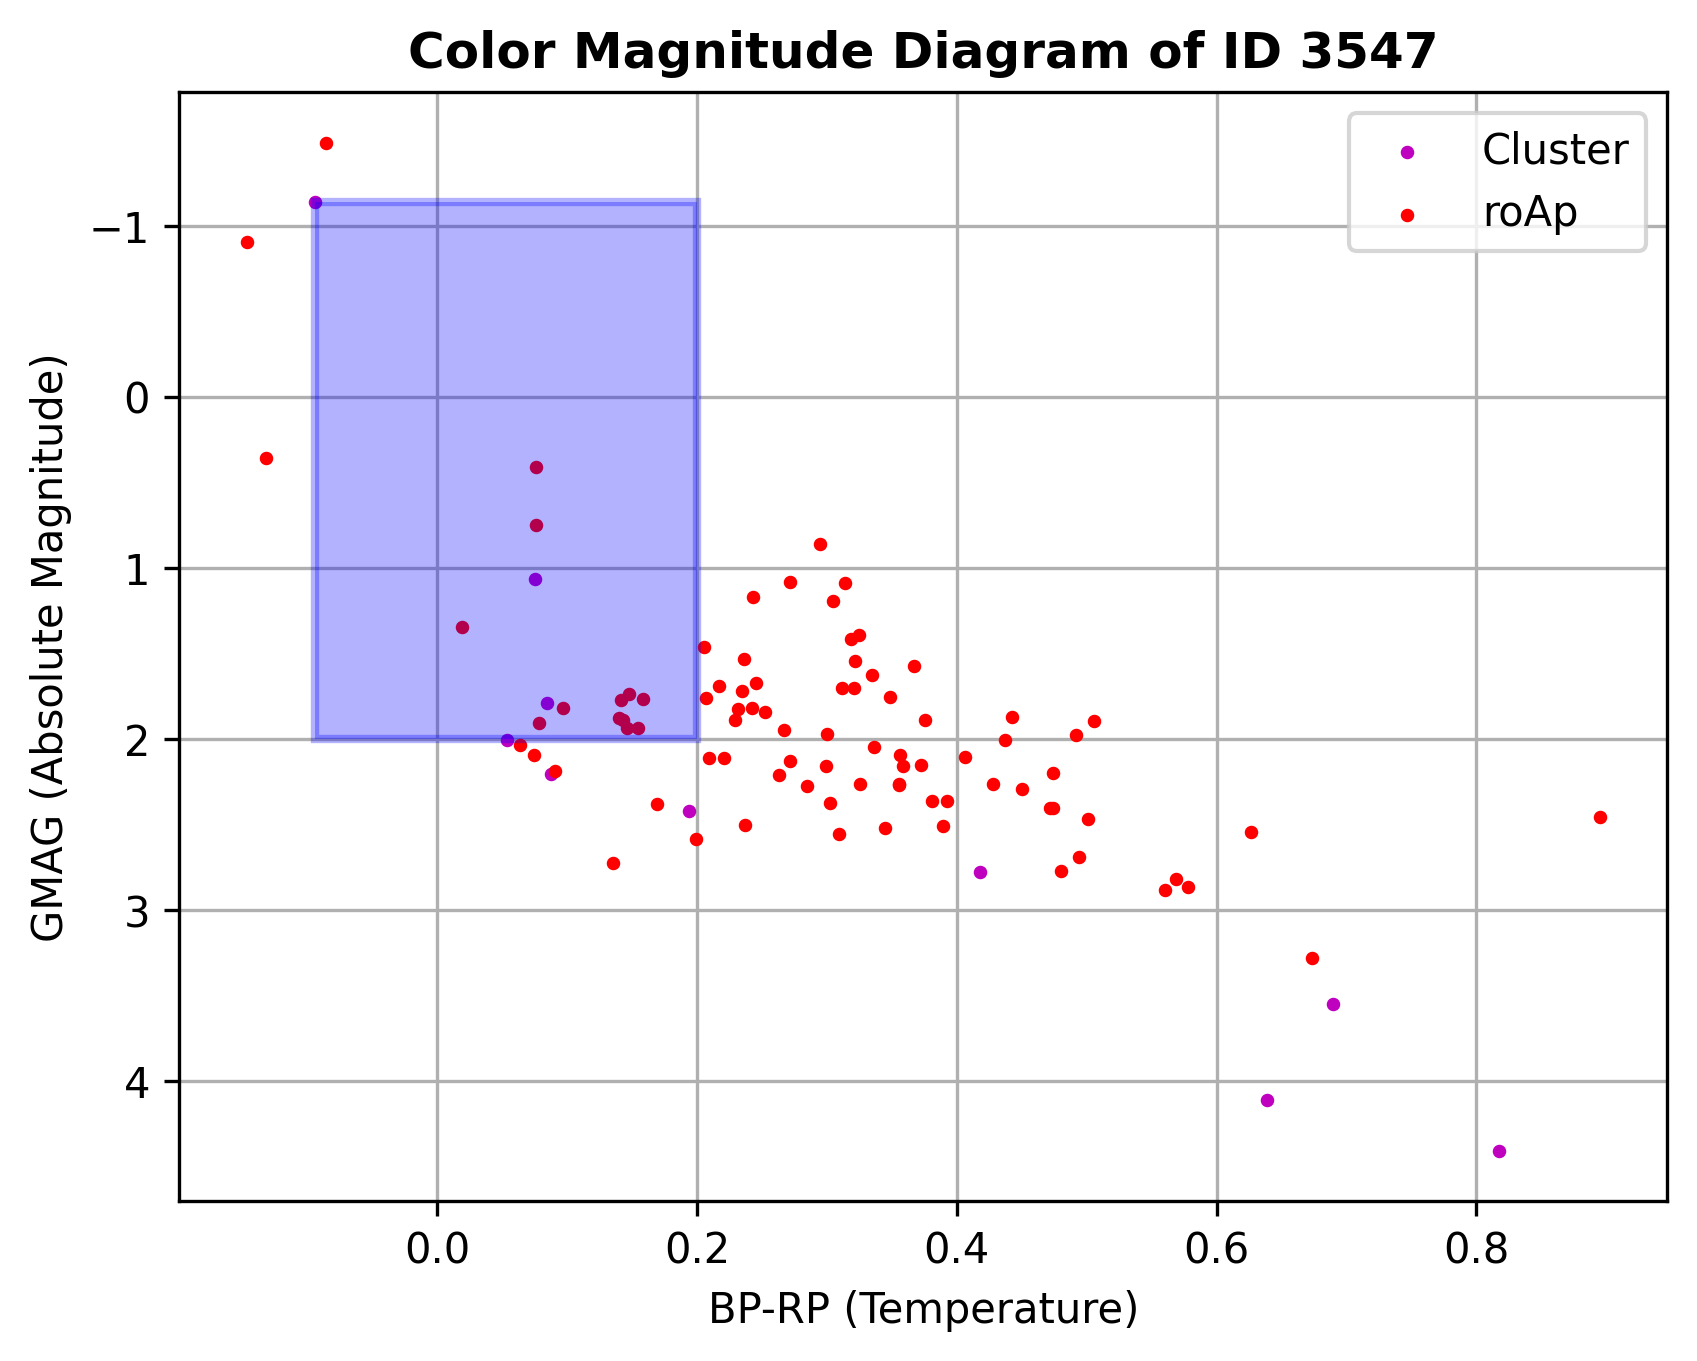 Color Magnitude Diagram of ID 3547
Cluster
roAp
GMAG (Absolute Magnitude)
−1
0
1
2
3
4
0.0 0.2 0.4 0.6 0.8
BP-RP (Temperature)